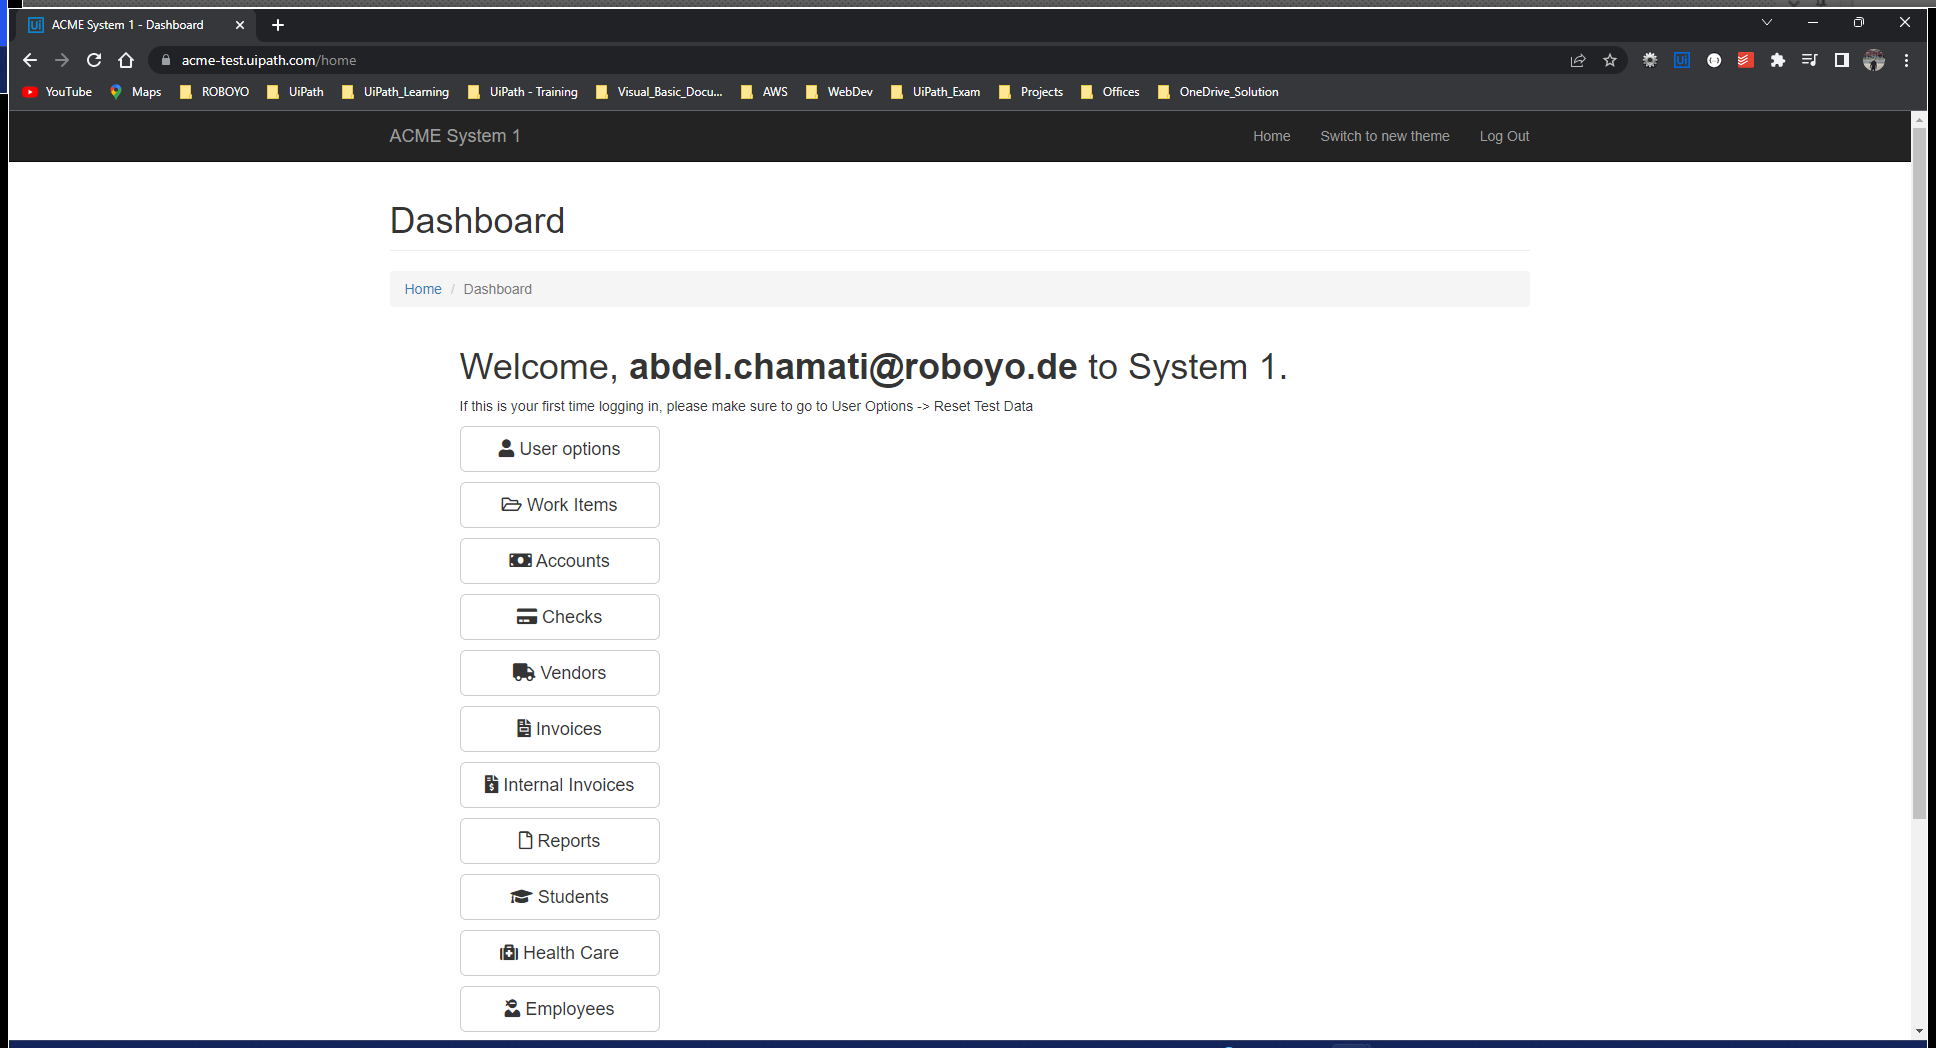 ACME System 1 - Dashboard
acme-test.uipath.com/home
YouTube Maps ROBOYO UiPath UiPath_Learning UiPath - Training Visual_Basic_Docu... AWS WebDev UiPath_Exam Projects Offices OneDrive_Solution
ACME System 1 Home Switch to new theme Log Out
Dashboard
Home / Dashboard
Welcome, abdel.chamati@roboyo.de to System 1.
If this is your first time logging in, please make sure to go to User Options -> Reset Test Data
User options
Work Items
Accounts
Checks
Vendors
Invoices
Internal Invoices
Reports
Students
Health Care
Employees